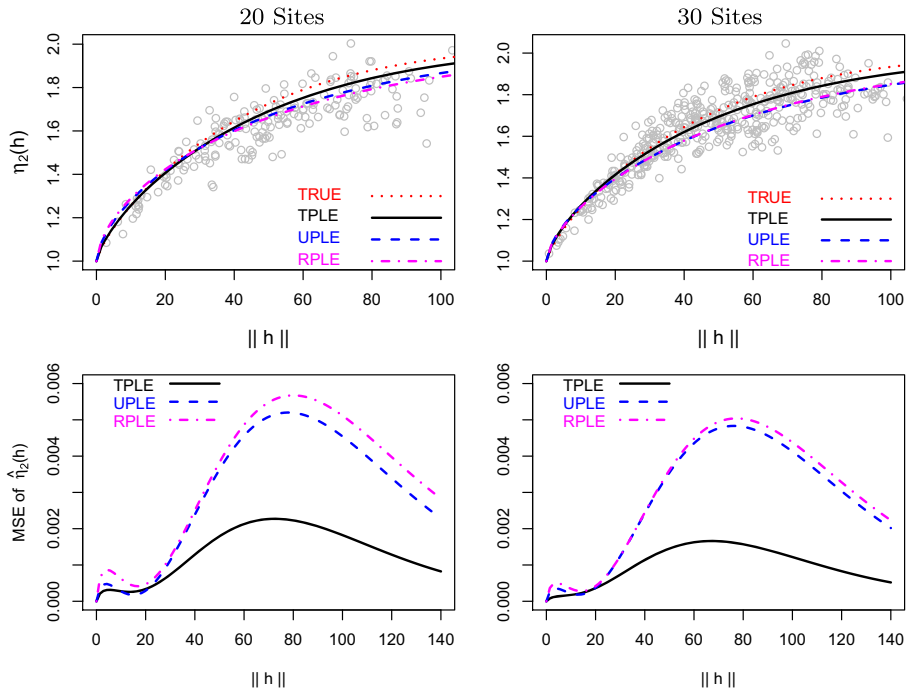 20 Sites
30 Sites
η₂(h)
2.0
1.8
1.6
1.4
1.2
1.0
TRUE
TPLE
UPLE
RPLE
0 20 40 60 80 100
|| h ||
2.0
1.8
1.6
1.4
1.2
1.0
TRUE
TPLE
UPLE
RPLE
0 20 40 60 80 100
|| h ||
MSE of η̂₂(h)
0.006
0.004
0.002
0.000
TPLE
UPLE
RPLE
0 20 40 60 80 100 120 140
|| h ||
0.006
0.004
0.002
0.000
TPLE
UPLE
RPLE
0 20 40 60 80 100 120 140
|| h ||